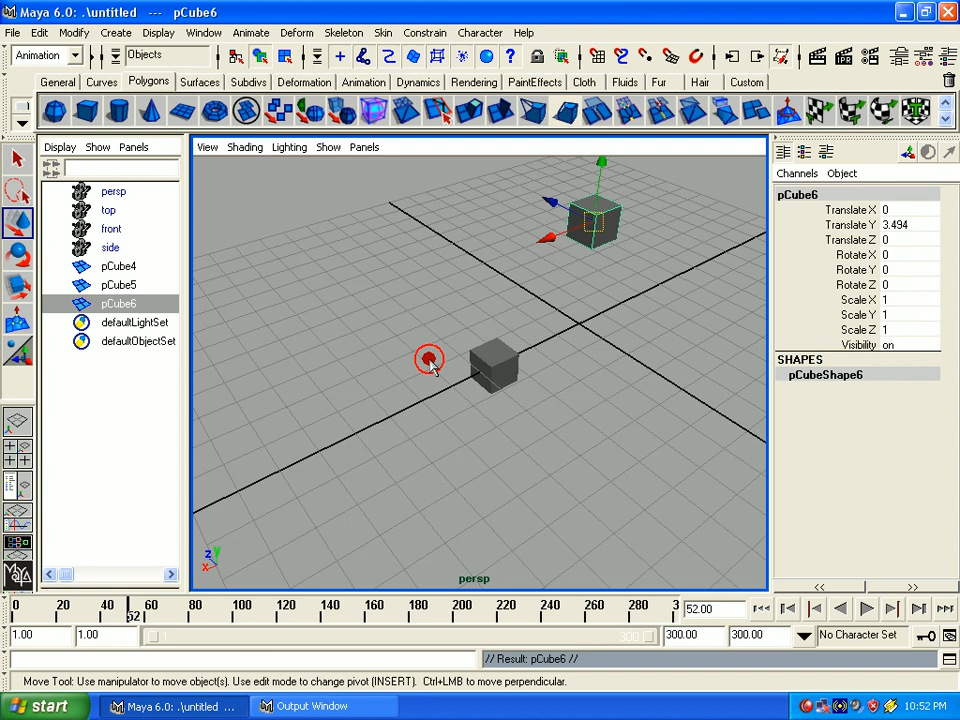 Maya 6.0: .\untitled --- pCube6
File Edit Modify Create Display Window Animate Deform Skeleton Skin Constrain Character Help
Animation Objects
General Curves Polygons Surfaces Subdivs Deformation Animation Dynamics Rendering PaintEffects Cloth Fluids Fur Hair Custom
Display Show Panels
View Shading Lighting Show Panels
Channels Object
persp
top
front
side
pCube4
pCube5
pCube6
defaultLightSet
defaultObjectSet
pCube6
Translate X 0
Translate Y 3.494
Translate Z 0
Rotate X 0
Rotate Y 0
Rotate Z 0
Scale X 1
Scale Y 1
Scale Z 1
Visibility on
SHAPES
pCubeShape6
z y
x
persp
MAYA
<< >>
0 20 40 52 60 80 100 120 140 160 180 200 220 240 260 280 3 52.00
1.00 1.00 1 300 300.00 300.00 No Character Set
// Result: pCube6 //
Move Tool: Use manipulator to move object(s). Use edit mode to change pivot (INSERT). Ctrl+LMB to move perpendicular.
start Maya 6.0: .\untitled ... Output Window 10:52 PM